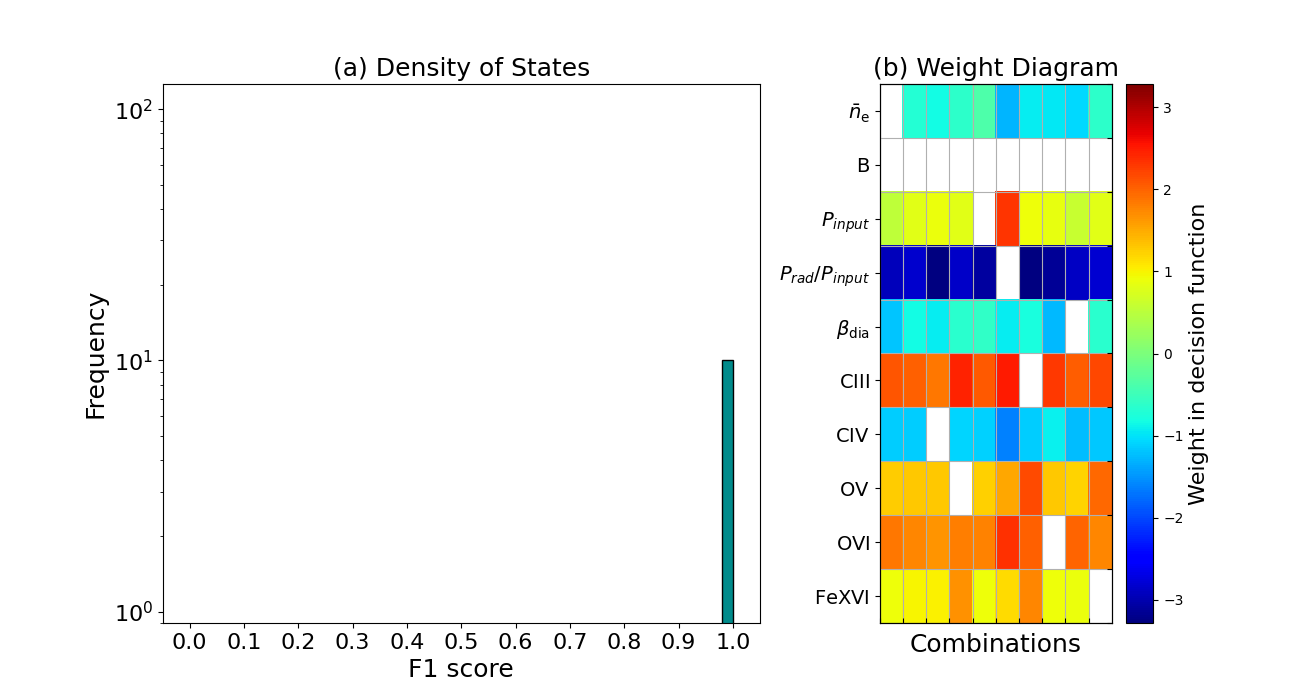 (a) Density of States
10²
10¹
10⁰
Frequency
0.0 0.1 0.2 0.3 0.4 0.5 0.6 0.7 0.8 0.9 1.0
F1 score
(b) Weight Diagram
n̄e
B
Pinput
Prad/Pinput
βdia
CIII
CIV
OV
OVI
FeXVI
Combinations
3
2
1
0
−1
−2
−3
Weight in decision function